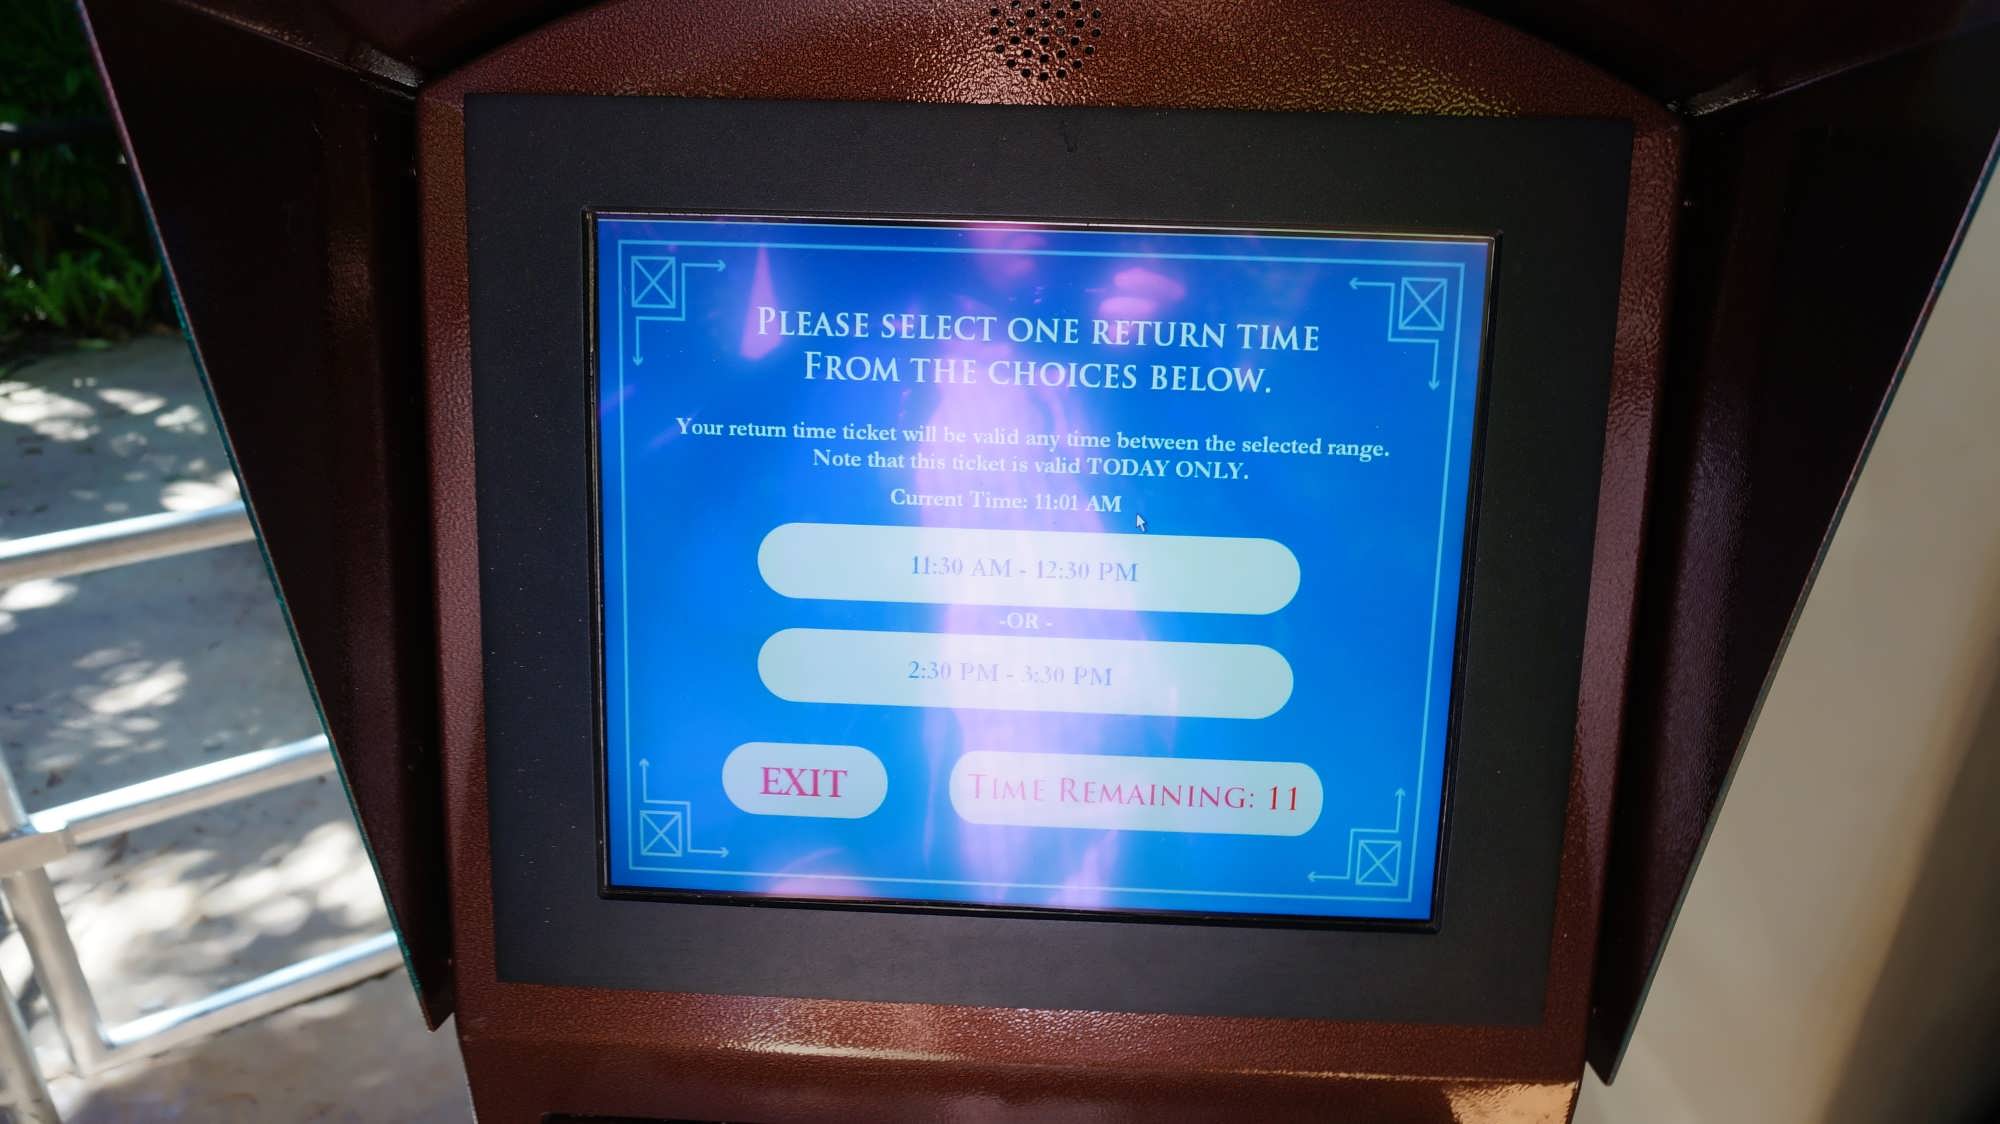 PLEASE SELECT ONE RETURN TIME
FROM THE CHOICES BELOW.
Your return time ticket will be valid any time between the selected range.
Note that this ticket is valid TODAY ONLY.
Current Time: 11:01 AM
11:30 AM - 12:30 PM
-OR -
2:30 PM - 3:30 PM
EXIT
TIME REMAINING: 11